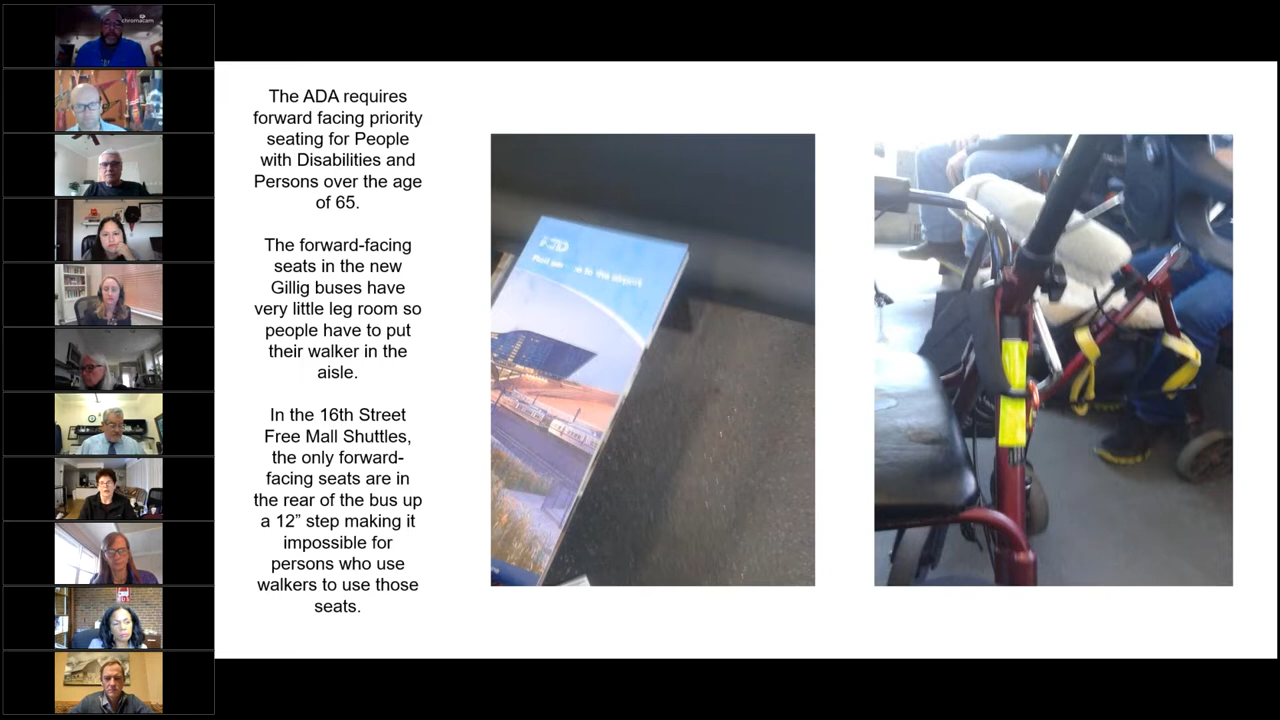 chromacam
The ADA requires
forward facing priority
seating for People
with Disabilities and
Persons over the age
of 65.
The forward-facing
seats in the new
Gillig buses have
very little leg room so
people have to put
their walker in the
aisle.
In the 16th Street
Free Mall Shuttles,
the only forward-
facing seats are in
the rear of the bus up
a 12” step making it
impossible for
persons who use
walkers to use those
seats.
to the airport